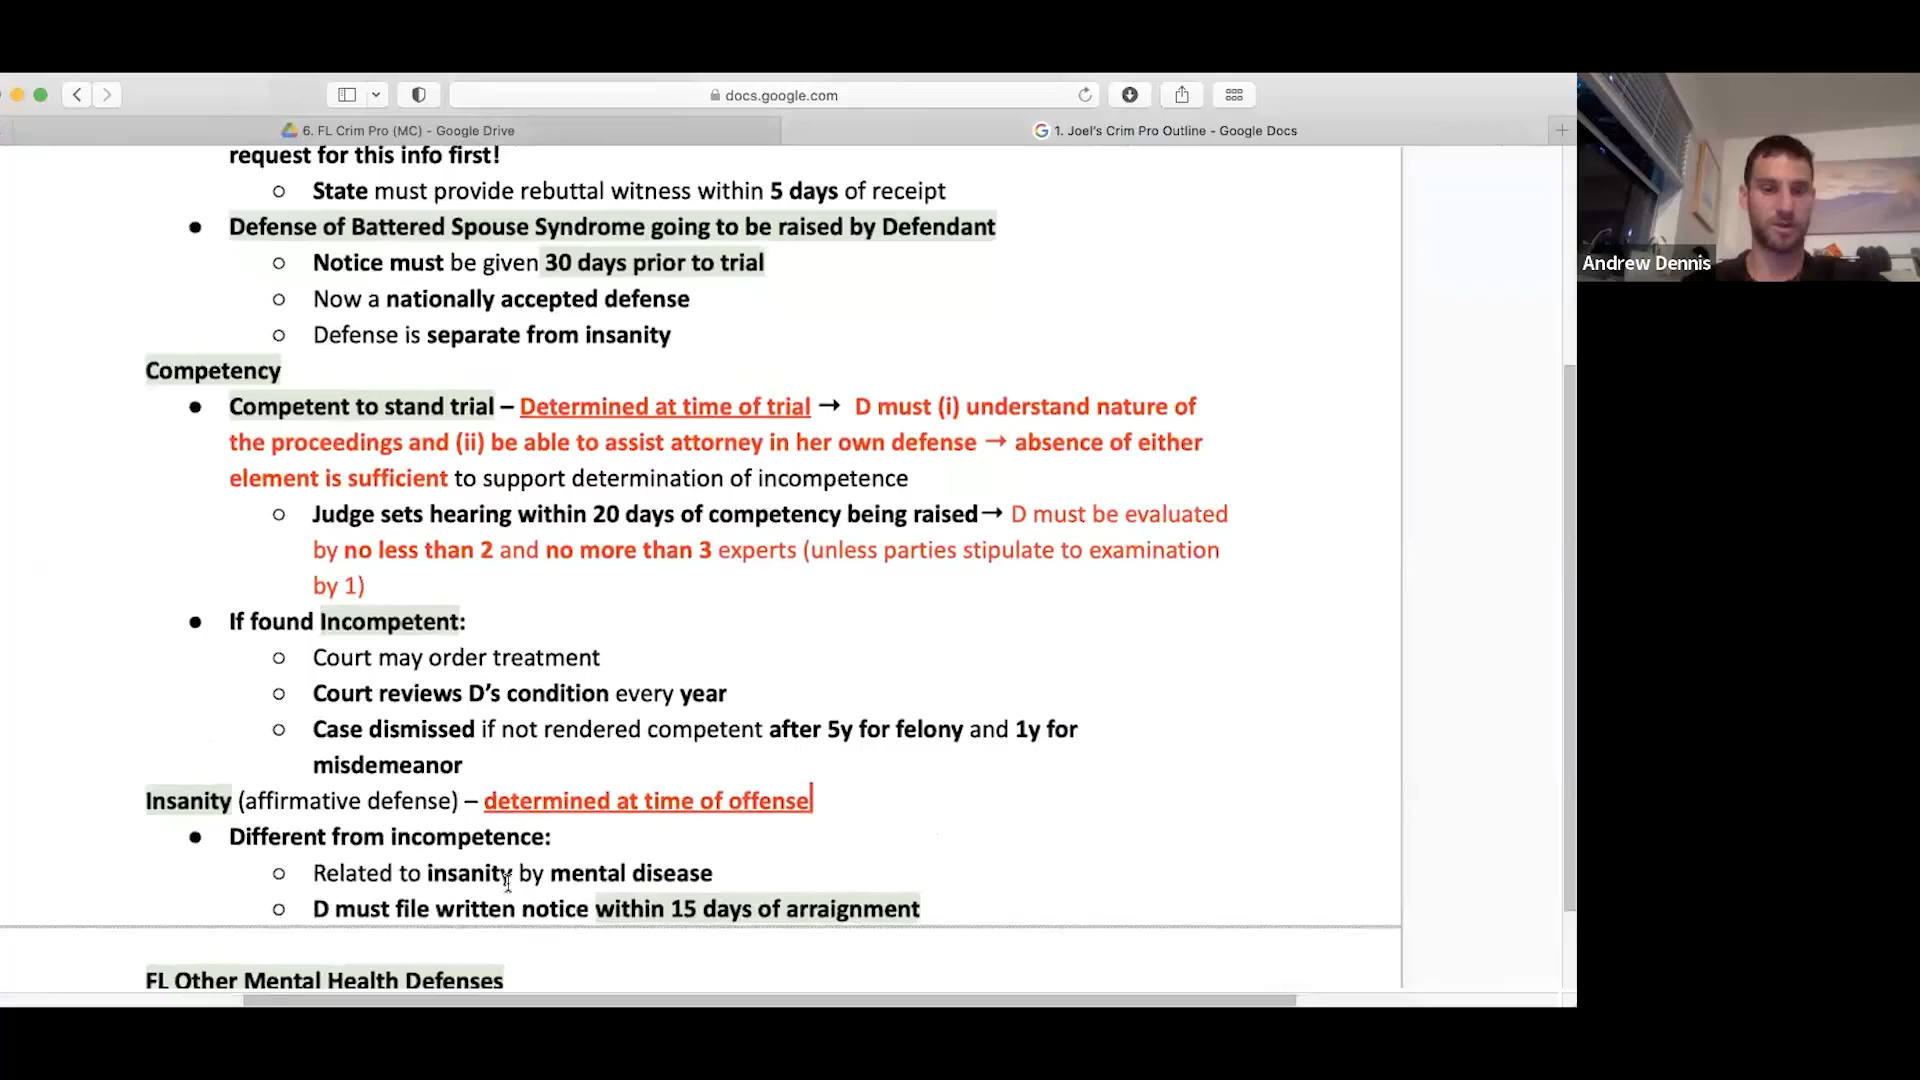 docs.google.com
6. FL Crim Pro (MC) - Google Drive
1. Joel's Crim Pro Outline - Google Docs
request for this info first!
○ State must provide rebuttal witness within 5 days of receipt
● Defense of Battered Spouse Syndrome going to be raised by Defendant
○ Notice must be given 30 days prior to trial
○ Now a nationally accepted defense
○ Defense is separate from insanity
Competency
● Competent to stand trial – Determined at time of trial → D must (i) understand nature of
the proceedings and (ii) be able to assist attorney in her own defense → absence of either
element is sufficient to support determination of incompetence
○ Judge sets hearing within 20 days of competency being raised→ D must be evaluated
by no less than 2 and no more than 3 experts (unless parties stipulate to examination
by 1)
● If found Incompetent:
○ Court may order treatment
○ Court reviews D’s condition every year
○ Case dismissed if not rendered competent after 5y for felony and 1y for
misdemeanor
Insanity (affirmative defense) – determined at time of offense
● Different from incompetence:
○ Related to insanity by mental disease
○ D must file written notice within 15 days of arraignment
FL Other Mental Health Defenses
Andrew Dennis